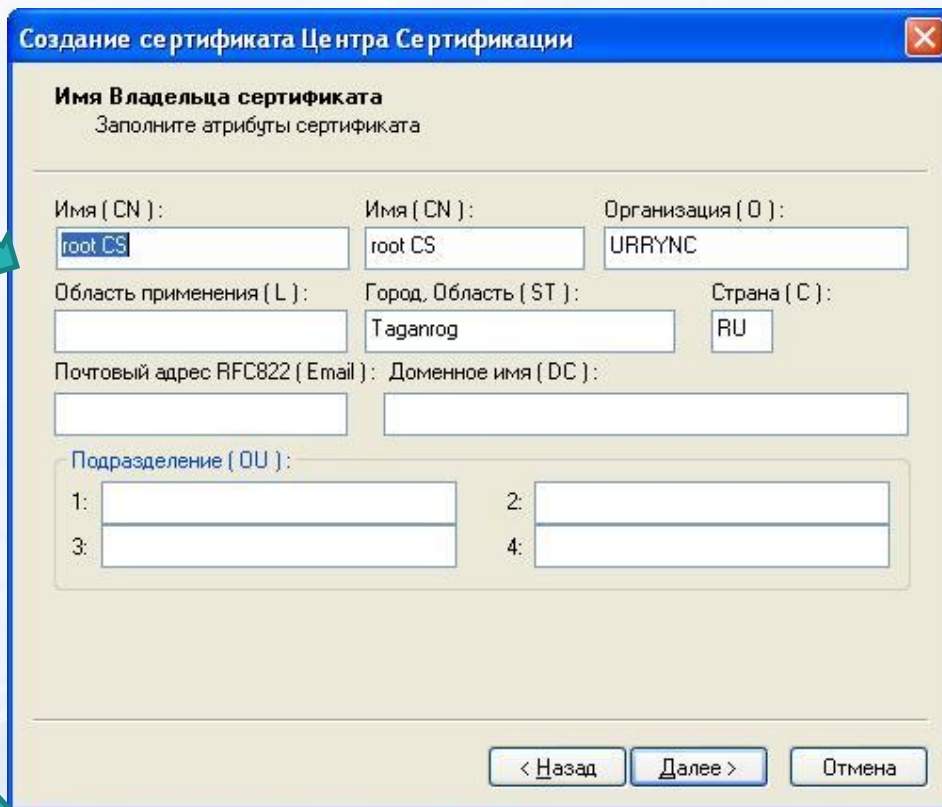 Создание сертификата Центра Сертификации
Имя Владельца сертификата
Заполните атрибуты сертификата
Имя ( CN ) : Имя ( CN ) : Организация ( O ) :
root CS root CS URRYNC
Область применения ( L ) : Город, Область ( ST ) : Страна ( C ) :
Taganrog RU
Почтовый адрес RFC822 ( Email ) : Доменное имя ( DC ) :
Подразделение ( OU ) :
1: 2:
3: 4:
< Назад Далее > Отмена